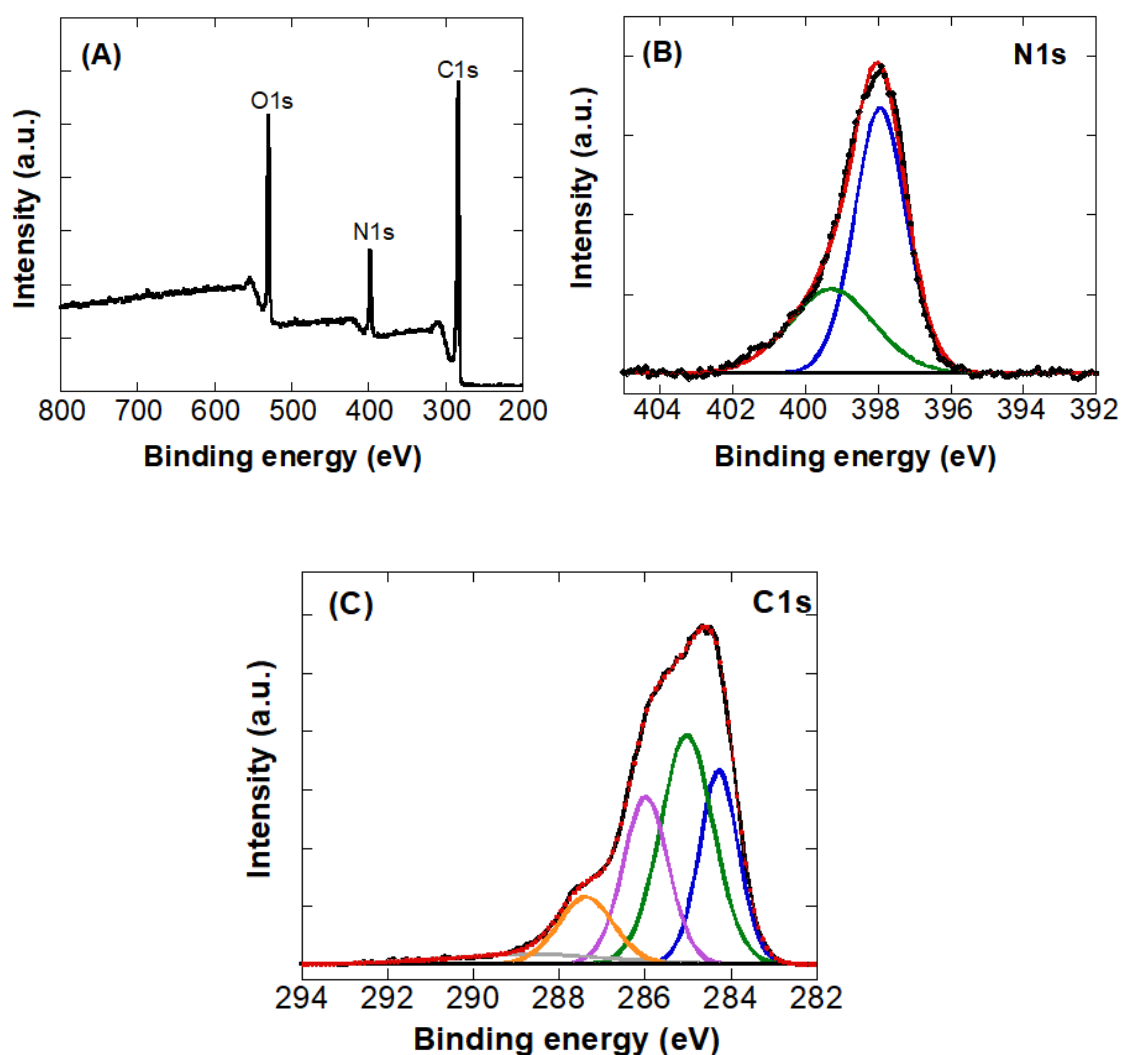 (A)
C1s
O1s
N1s
Intensity (a.u.)
800 700 600 500 400 300 200
Binding energy (eV)
(B)
N1s
Intensity (a.u.)
404 402 400 398 396 394 392
Binding energy (eV)
(C)
C1s
Intensity (a.u.)
294 292 290 288 286 284 282
Binding energy (eV)